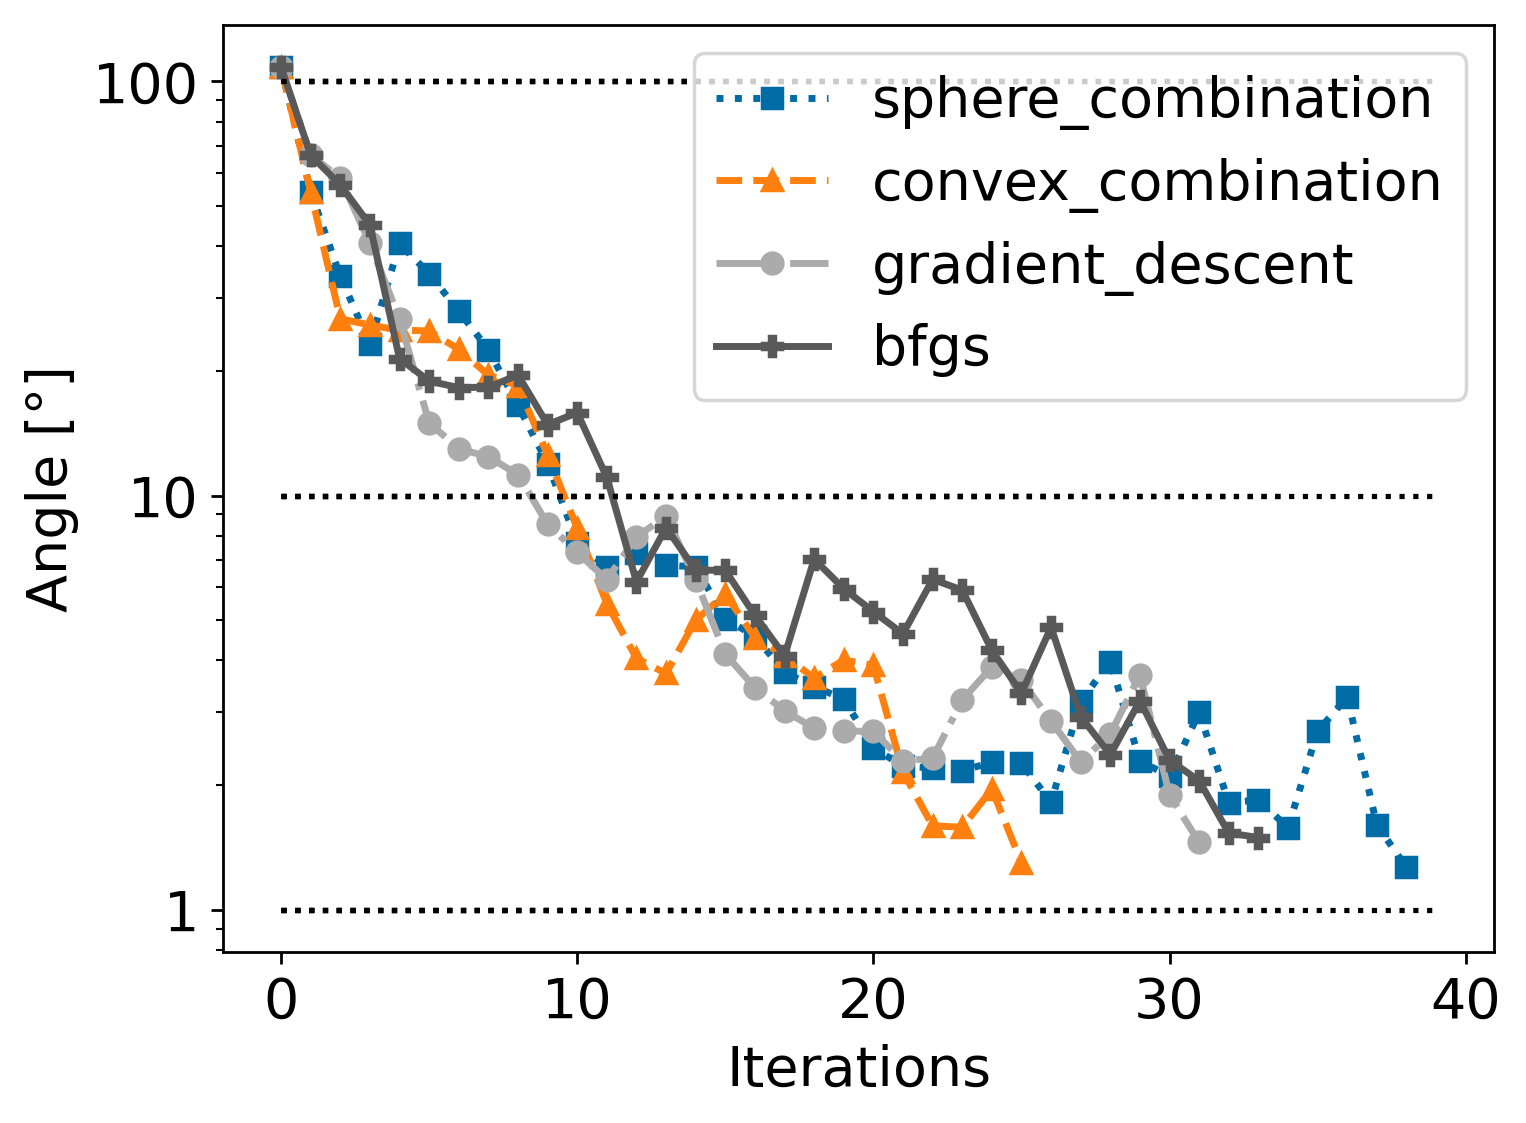 100
10
1
Angle [°]
sphere_combination
convex_combination
gradient_descent
bfgs
0 10 20 30 40
Iterations